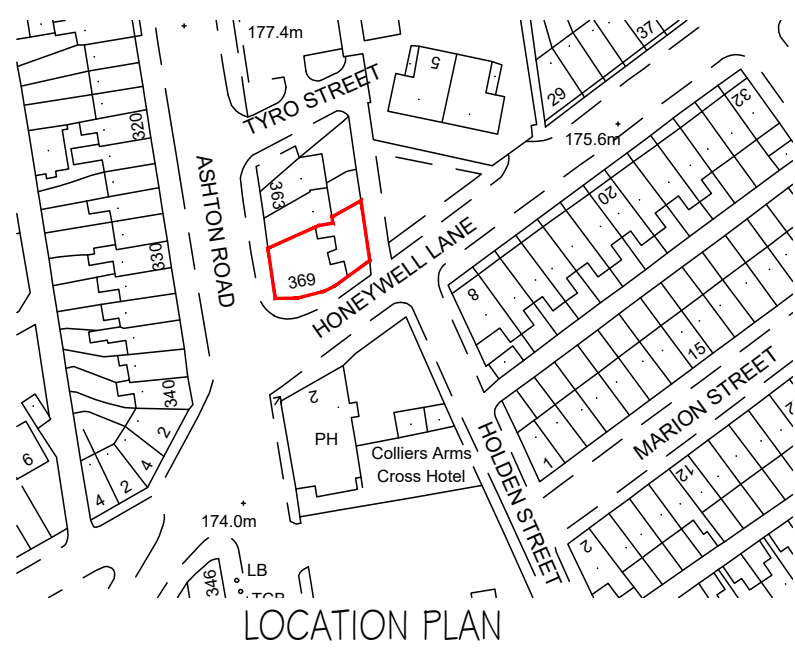 177.4m
37
5
TYRO STREET
29
32
320
175.6m
ASHTON ROAD
363
20
HONEYWELL LANE
330
369
8
15
340
2
MARION STREET
2
PH
Colliers Arms
Cross Hotel
HOLDEN STREET
1
12
2
6
4
2
4
174.0m
2
LB
TCB
346
LOCATION PLAN